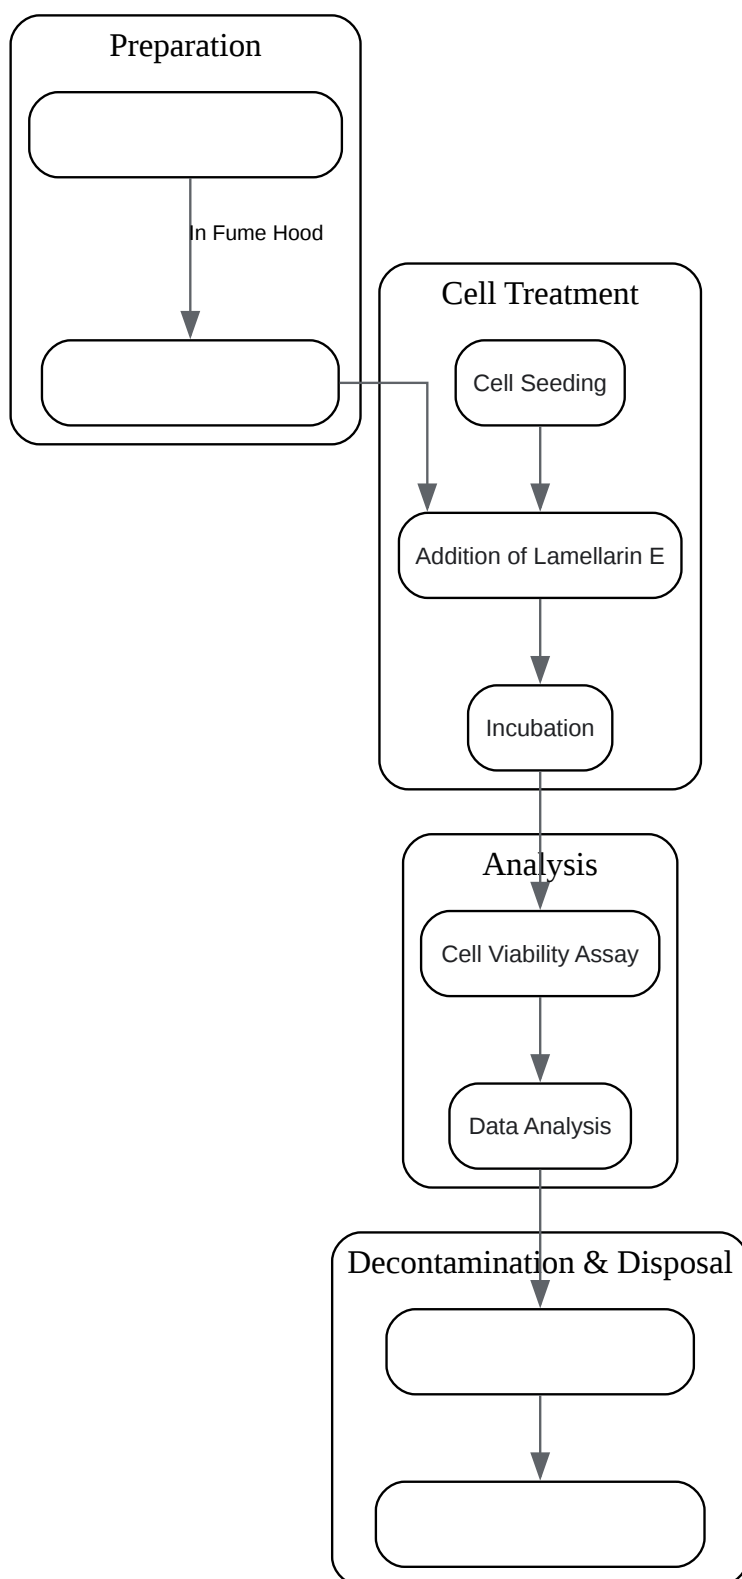 Preparation
In Fume Hood
Cell Treatment
Cell Seeding
Addition of Lamellarin E
Incubation
Analysis
Cell Viability Assay
Data Analysis
Decontamination & Disposal